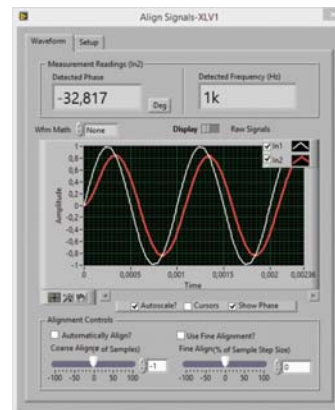 Align Signals-XLV1
Waveform Setup
Measurement Readings (In2)
Detected Phase
Detected Frequency (Hz)
-32,817
Deg
1k
Wfm Math
None
Display
Raw Signals
In1
In2
Amplitude
1
0,8
0,6
0,4
0,2
0
-0,2
-0,4
-0,6
-0,8
-1
0 0,0005 0,001 0,0015 0,002 0,00236
Time
Autoscale? Cursors Show Phase
Alignment Controls
Automatically Align?
Use Fine Alignment?
Coarse Align(# of Samples)
-100 -50 0 50 100
-1
Fine Align(% of Sample Step Size)
-100 -50 0 50 100
0